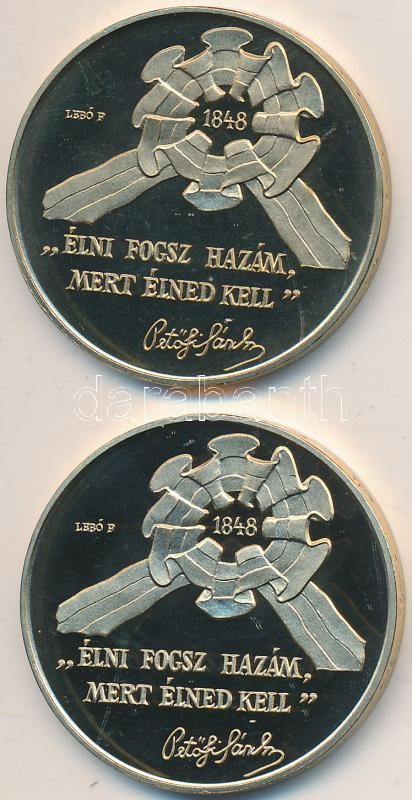 1848
LEBÓ F
„ÉLNI FOGSZ HAZÁM,
MERT ÉLNED KELL"
Petőfi Sándor
darabanth
1848
LEBÓ F
„ÉLNI FOGSZ HAZÁM,
MERT ÉLNED KELL"
Petőfi Sándor